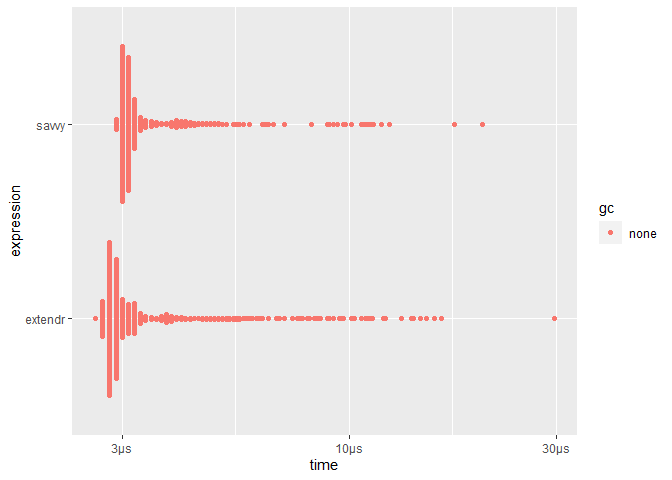 savvy
extendr
expression
3µs
10µs
30µs
time
gc
none